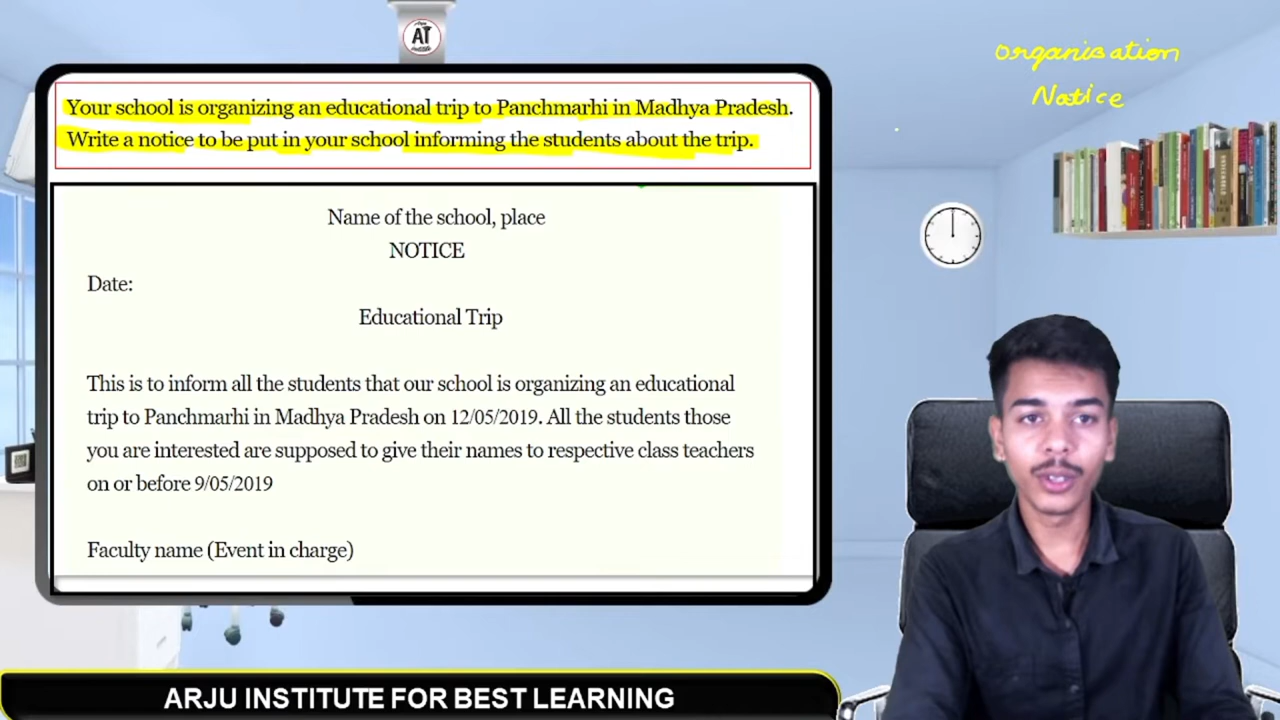 AT
organisation
Notice
Your school is organizing an educational trip to Panchmarhi in Madhya Pradesh.
Write a notice to be put in your school informing the students about the trip.
Name of the school, place
NOTICE
Date:
Educational Trip
This is to inform all the students that our school is organizing an educational
trip to Panchmarhi in Madhya Pradesh on 12/05/2019. All the students those
you are interested are supposed to give their names to respective class teachers
on or before 9/05/2019
Faculty name (Event in charge)
ARJU INSTITUTE FOR BEST LEARNING